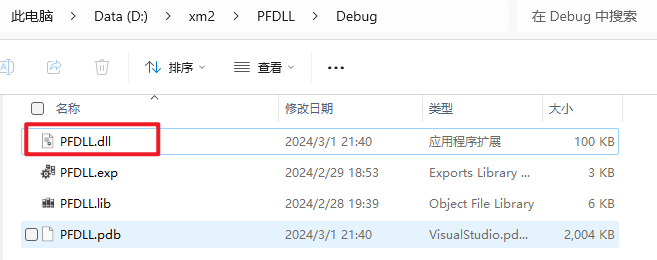 此电脑 > Data (D:) > xm2 > PFDLL > Debug
在 Debug 中搜索
排序 查看 ...
名称 修改日期 类型 大小
PFDLL.dll 2024/3/1 21:40 应用程序扩展 100 KB
PFDLL.exp 2024/2/29 18:53 Exports Library ... 3 KB
PFDLL.lib 2024/2/28 19:39 Object File Library 6 KB
PFDLL.pdb 2024/3/1 21:40 VisualStudio.pd... 2,004 KB